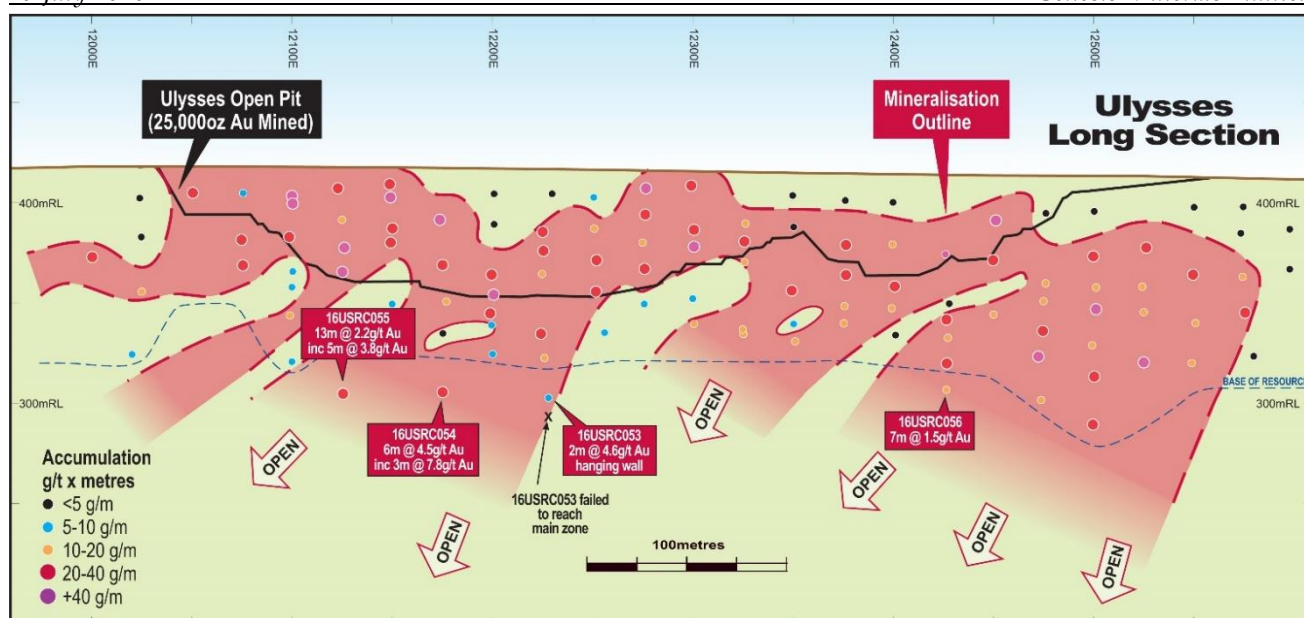 12000E
12100E
12200E
12300E
12400E
12500E
Ulysses Open Pit
(25,000oz Au Mined)
Mineralisation
Outline
Ulysses
Long Section
400mRL
400mRL
16USRC055
13m @ 2.2g/t Au
inc 5m @ 3.8g/t Au
BASE OF RESOURCE
300mRL
300mRL
16USRC054
6m @ 4.5g/t Au
inc 3m @ 7.8g/t Au
X
16USRC053
2m @ 4.6g/t Au
hanging wall
16USRC056
7m @ 1.5g/t Au
OPEN
OPEN
OPEN
OPEN
OPEN
OPEN
16USRC053 failed
to reach
main zone
100metres
Accumulation
g/t x metres
<5 g/m
5-10 g/m
10-20 g/m
20-40 g/m
+40 g/m